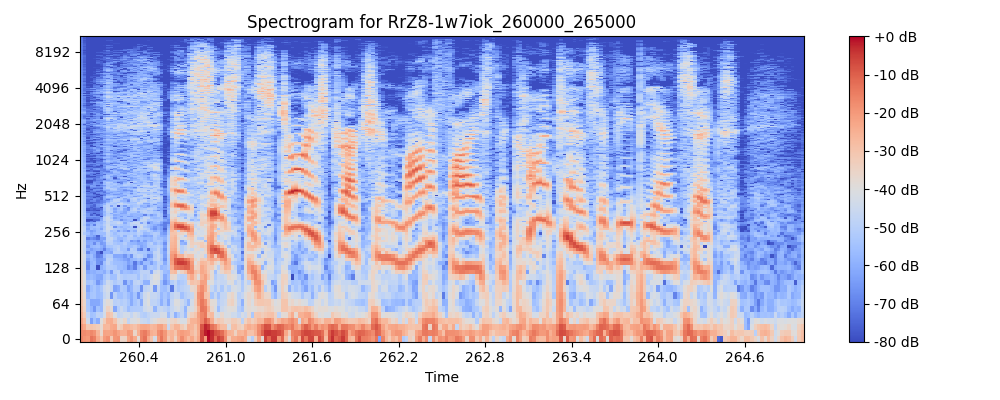 Spectrogram for RrZ8-1w7iok_260000_265000
8192
4096
2048
1024
512
256
128
64
0
Hz
260.4 261.0 261.6 262.2 262.8 263.4 264.0 264.6
Time
+0 dB
-10 dB
-20 dB
-30 dB
-40 dB
-50 dB
-60 dB
-70 dB
-80 dB